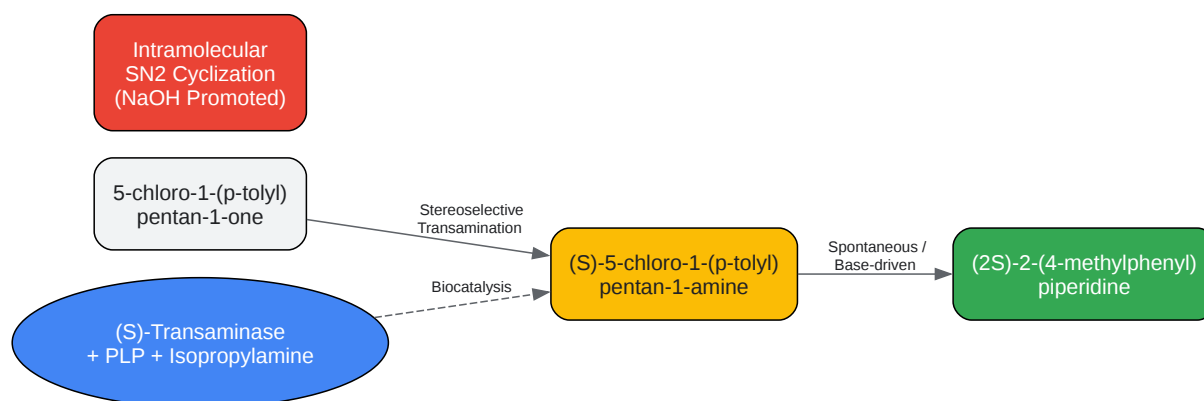 Intramolecular
SN2 Cyclization
(NaOH Promoted)
5-chloro-1-(p-tolyl)
pentan-1-one
Stereoselective
Transamination
(S)-Transaminase
+ PLP + Isopropylamine
Biocatalysis
(S)-5-chloro-1-(p-tolyl)
pentan-1-amine
Spontaneous /
Base-driven
(2S)-2-(4-methylphenyl)
piperidine